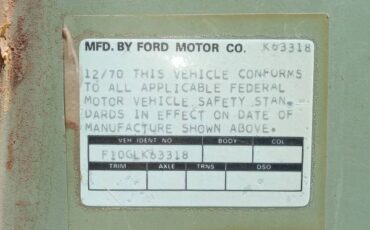 MFD. BY FORD MOTOR CO. K63318
12/70 THIS VEHICLE CONFORMS
TO ALL APPLICABLE FEDERAL
MOTOR VEHICLE SAFETY STAN-
DARDS IN EFFECT ON DATE OF
MANUFACTURE SHOWN ABOVE.
VEH IDENT NO BODY COL
F10GLK63318
TRIM AXLE TRNS DSO